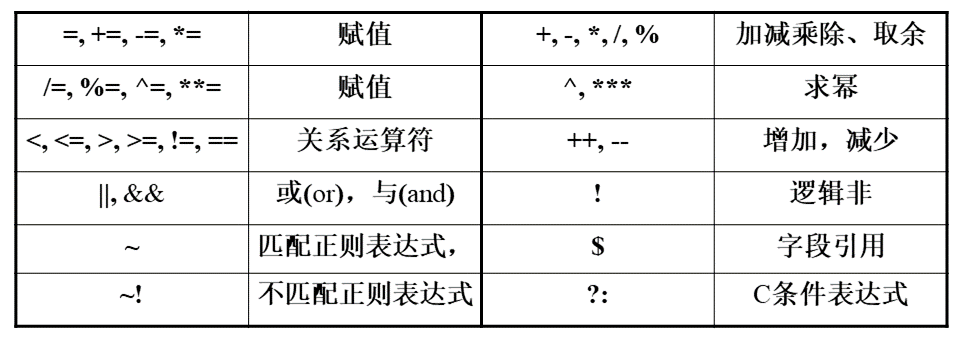 =, +=, -=, *= 赋值 +, -, *, /, % 加减乘除、取余
/=, %=, ^=, **= 赋值 ^, *** 求幂
<, <=, >, >=, !=, == 关系运算符 ++, -- 增加，减少
||, && 或(or)，与(and) ! 逻辑非
~ 匹配正则表达式， $ 字段引用
~! 不匹配正则表达式 ?: C条件表达式